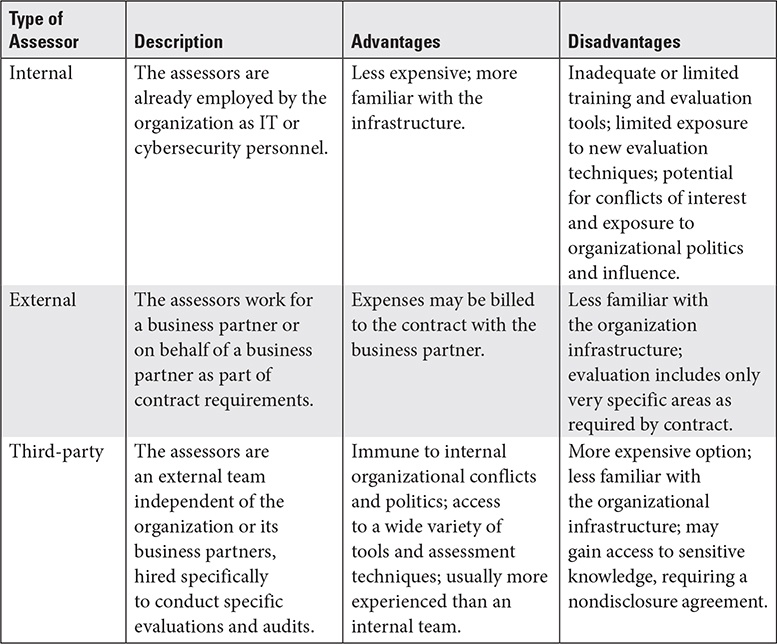 Type of Assessor
Description
Advantages
Disadvantages
Internal
The assessors are
already employed by the
organization as IT or
cybersecurity personnel.
Less expensive; more
familiar with the
infrastructure.
Inadequate or limited
training and evaluation
tools; limited exposure
to new evaluation
techniques; potential
for conflicts of interest
and exposure to
organizational politics
and influence.
External
The assessors work for
a business partner or
on behalf of a business
partner as part of
contract requirements.
Expenses may be billed
to the contract with the
business partner.
Less familiar with
the organization
infrastructure;
evaluation includes only
very specific areas as
required by contract.
Third-party
The assessors are
an external team
independent of the
organization or its
business partners,
hired specifically
to conduct specific
evaluations and audits.
Immune to internal
organizational conflicts
and politics; access
to a wide variety of
tools and assessment
techniques; usually more
experienced than an
internal team.
More expensive option;
less familiar with
the organizational
infrastructure; may
gain access to sensitive
knowledge, requiring a
nondisclosure agreement.